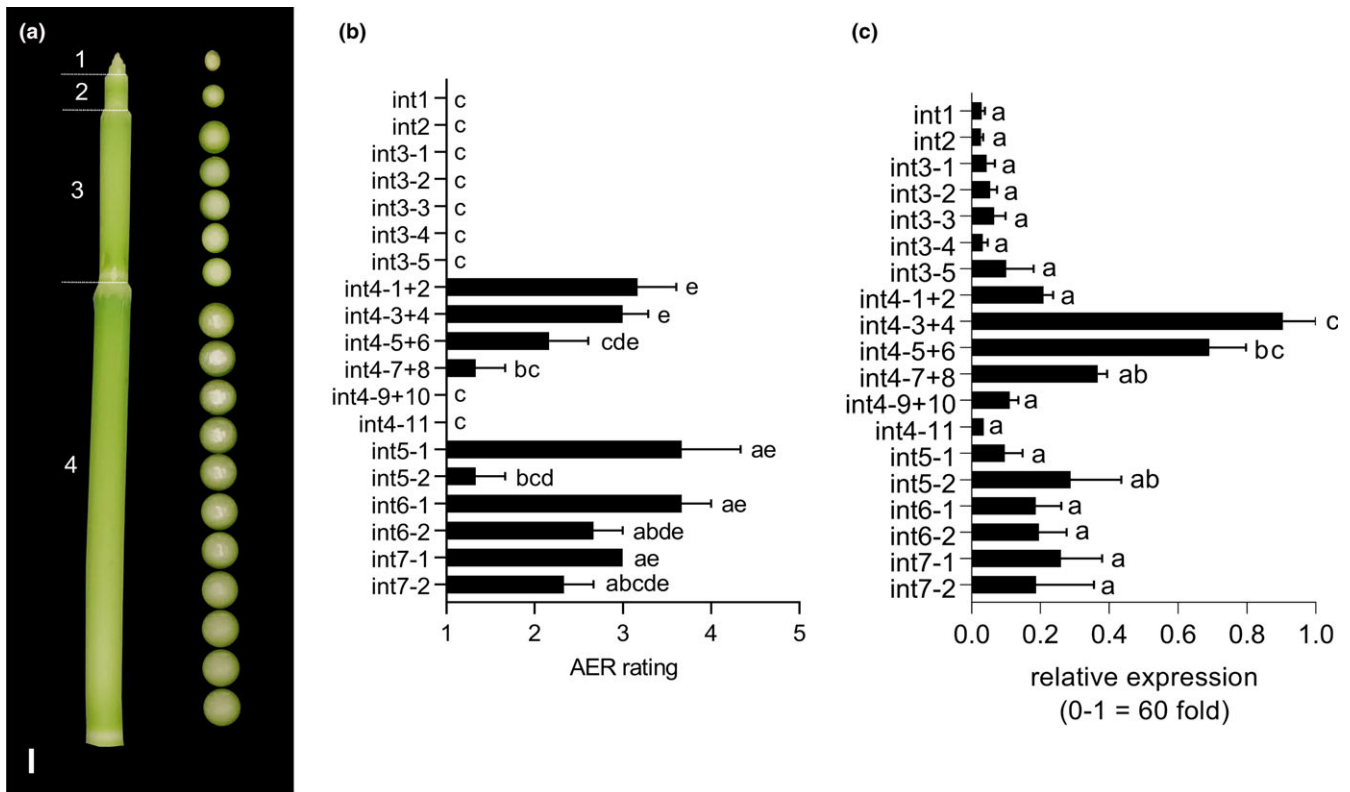 (a)
1
2
3
4
(b)
int1 c
int2 c
int3-1 c
int3-2 c
int3-3 c
int3-4 c
int3-5 c
int4-1+2 e
int4-3+4 e
int4-5+6 cde
int4-7+8 bc
int4-9+10 c
int4-11 c
int5-1 ae
int5-2 bcd
int6-1 ae
int6-2 abde
int7-1 ae
int7-2 abcde
1 2 3 4 5
AER rating
(c)
int1 a
int2 a
int3-1 a
int3-2 a
int3-3 a
int3-4 a
int3-5 a
int4-1+2 a
int4-3+4 c
int4-5+6 bc
int4-7+8 ab
int4-9+10 a
int4-11 a
int5-1 a
int5-2 ab
int6-1 a
int6-2 a
int7-1 a
int7-2 a
0.0 0.2 0.4 0.6 0.8 1.0
relative expression
(0-1 = 60 fold)